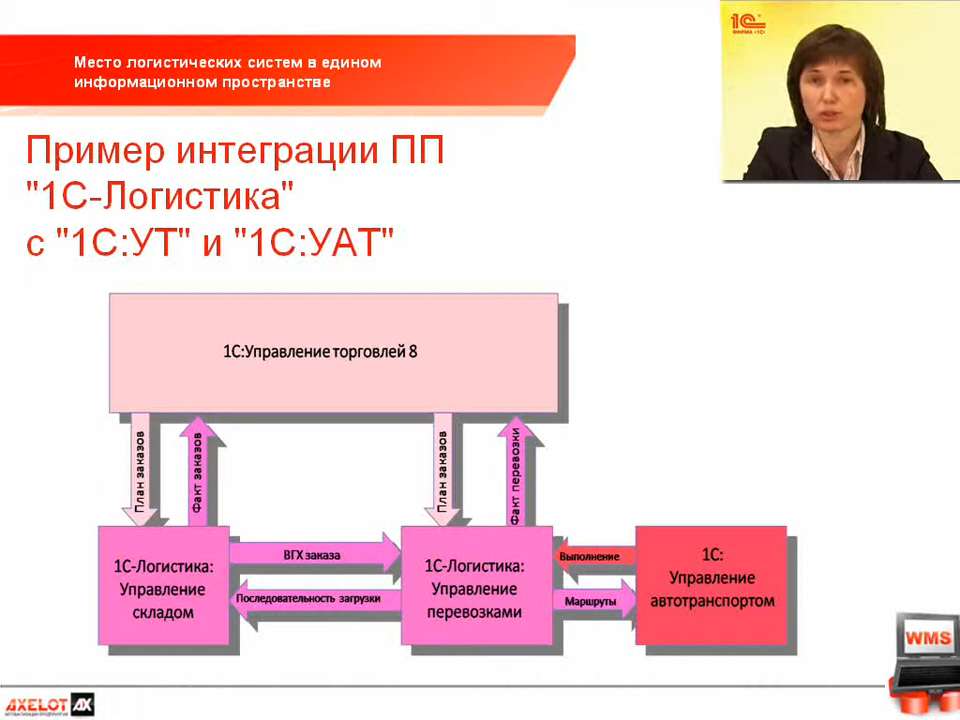 Место логистических систем в едином
информационном пространстве
1С
ФИРМА «1С»
Пример интеграции ПП
"1С-Логистика"
с "1С:УТ" и "1С:УАТ"
1С:Управление торговлей 8
План заказов
Факт заказов
План заказов
Факт перевозки
1С-Логистика:
Управление
складом
ВГХ заказа
Последовательность загрузки
1С-Логистика:
Управление
перевозками
Выполнение
Маршруты
1С:
Управление
автотранспортом
WMS
AXELOT AX